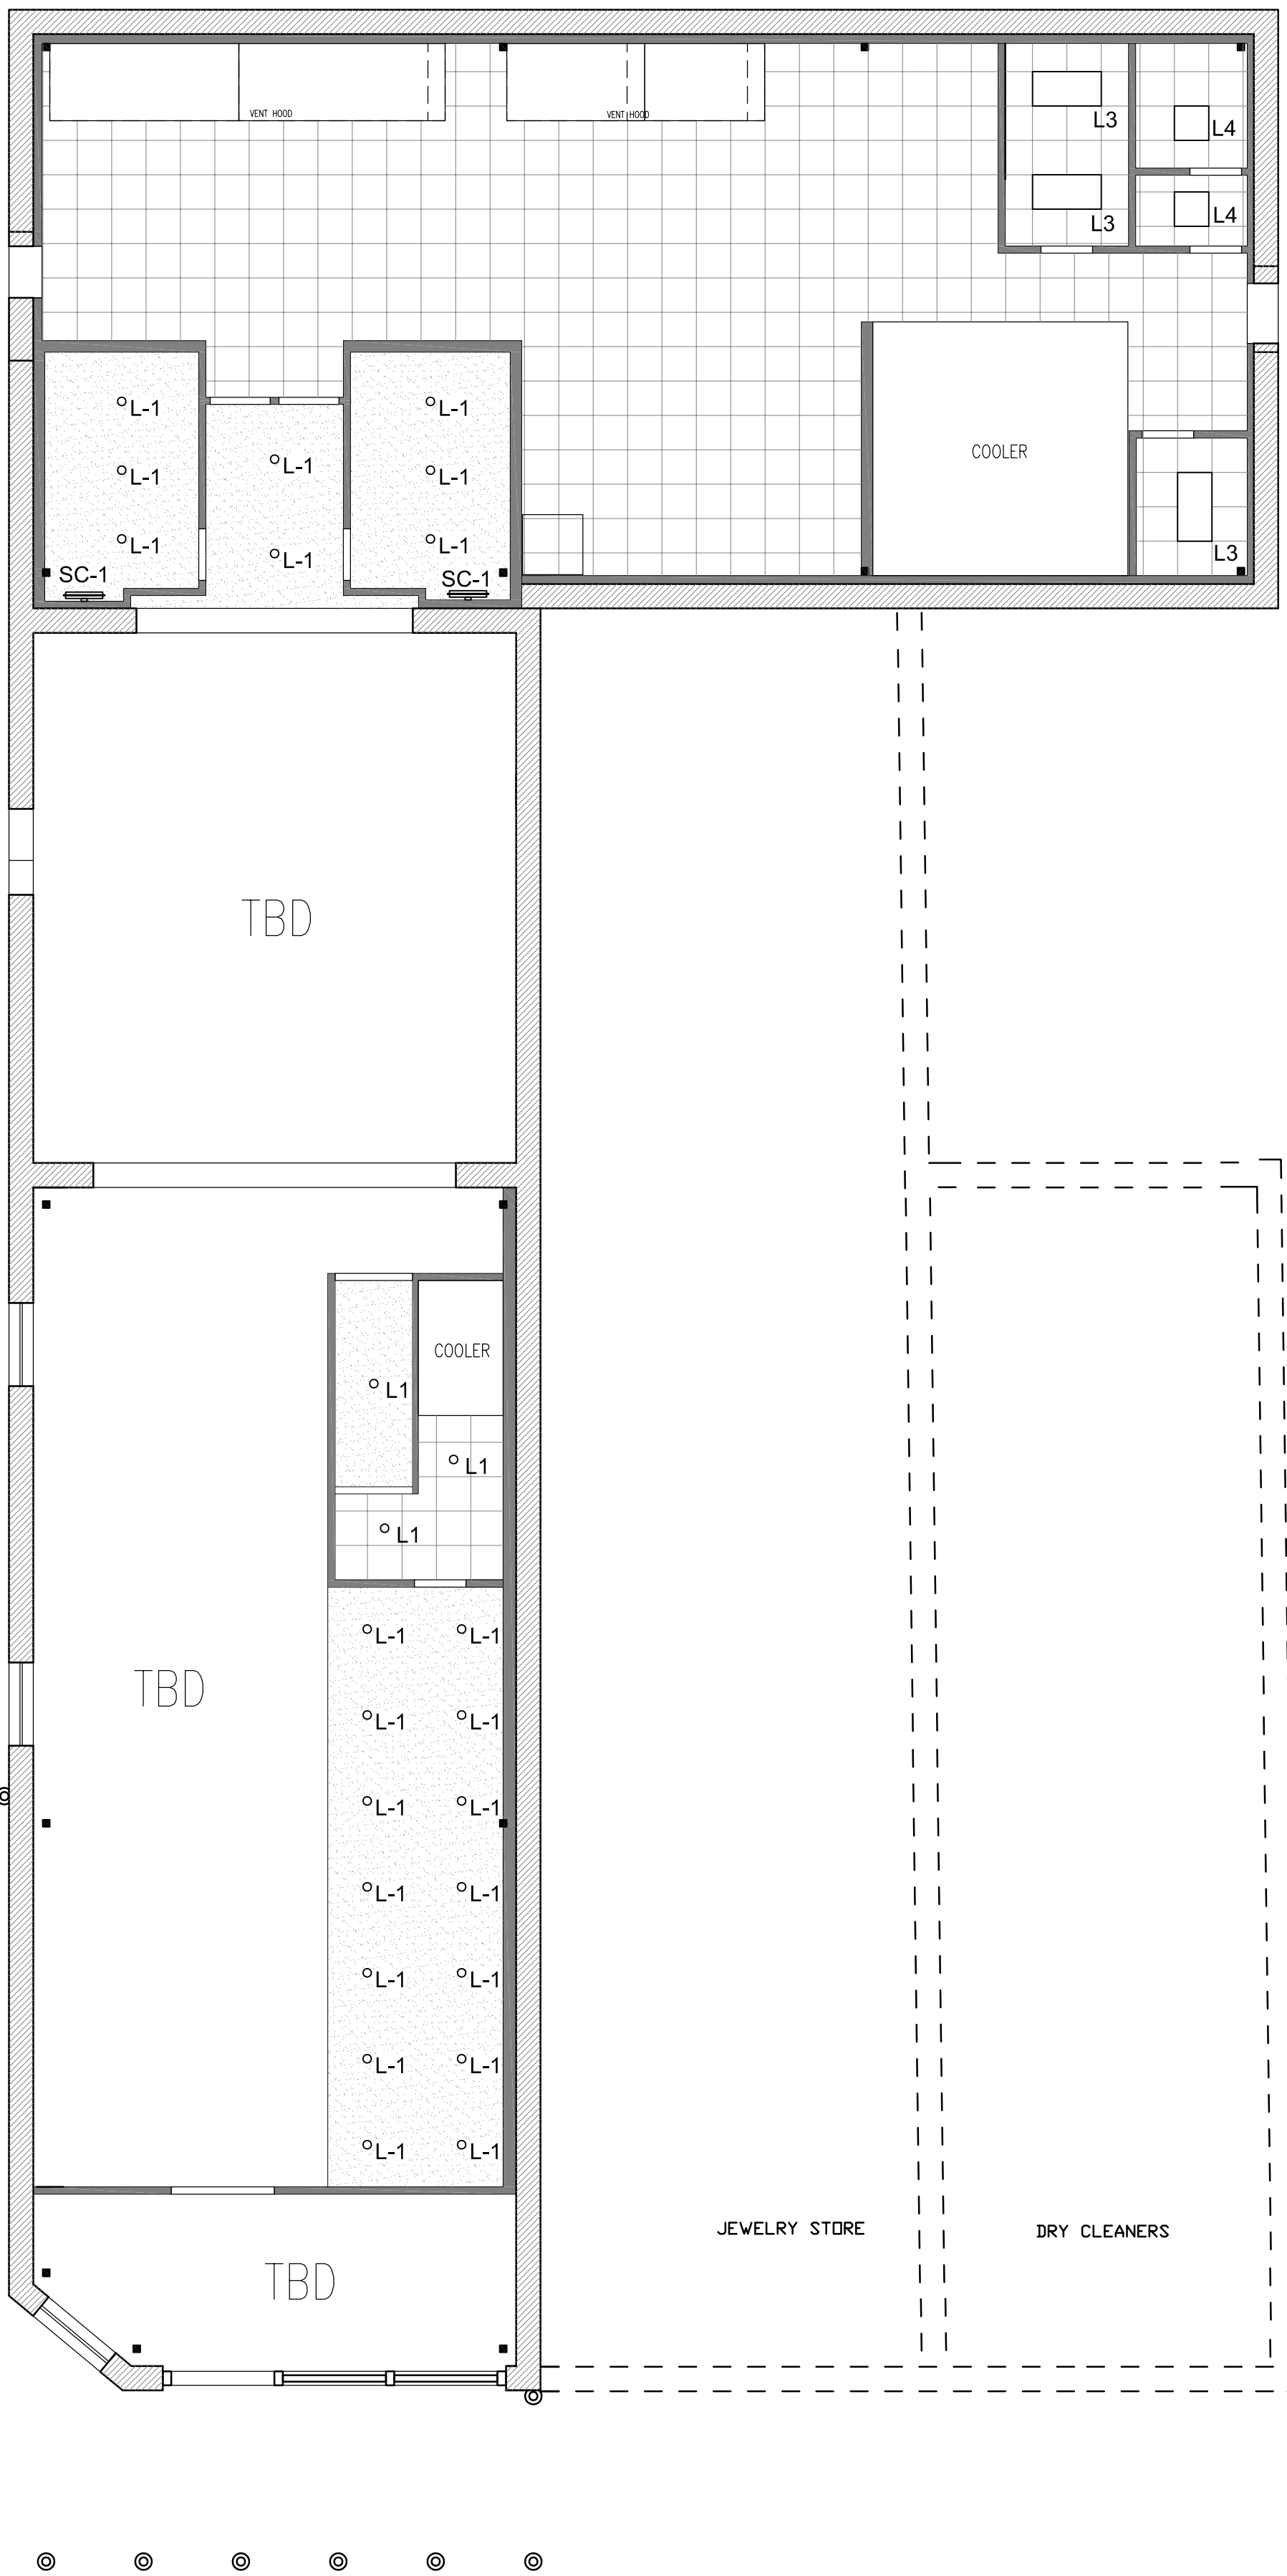 VENT HOOD
VENT HOOD
L3
L4
L3
L4
L-1
L-1
L-1
L-1
COOLER
L-1
L-1
L-1
L-1
L3
SC-1
SC-1
TBD
COOLER
L1
L1
L1
L-1
L-1
TBD
L-1
L-1
L-1
L-1
L-1
L-1
L-1
L-1
L-1
L-1
L-1
L-1
JEWELRY STORE
DRY CLEANERS
TBD